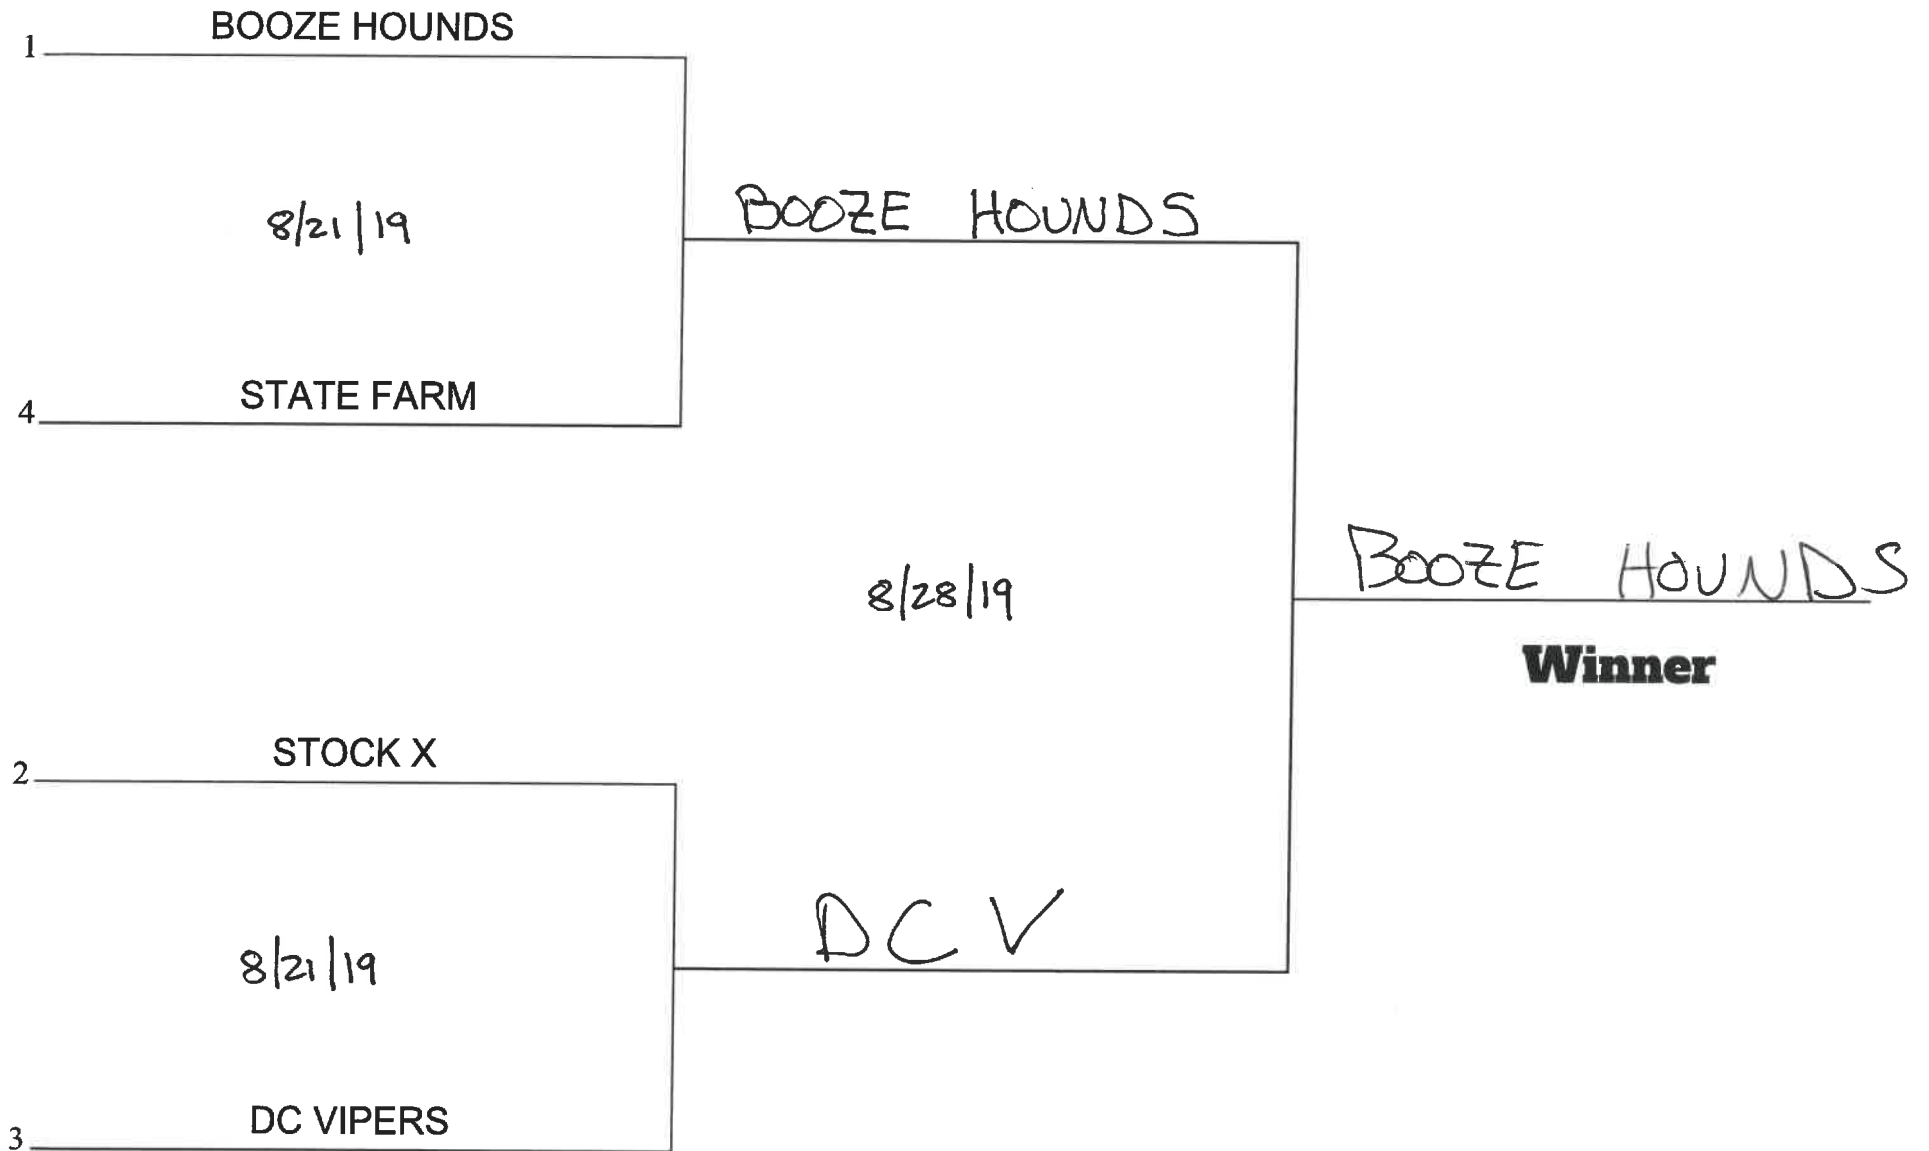 BOOZE HOUNDS
1
8/21/19
BOOZE HOUNDS
STATE FARM
4
8/28/19
BOOZE HOUNDS
Winner
STOCK X
2
DCV
8/21/19
DC VIPERS
3